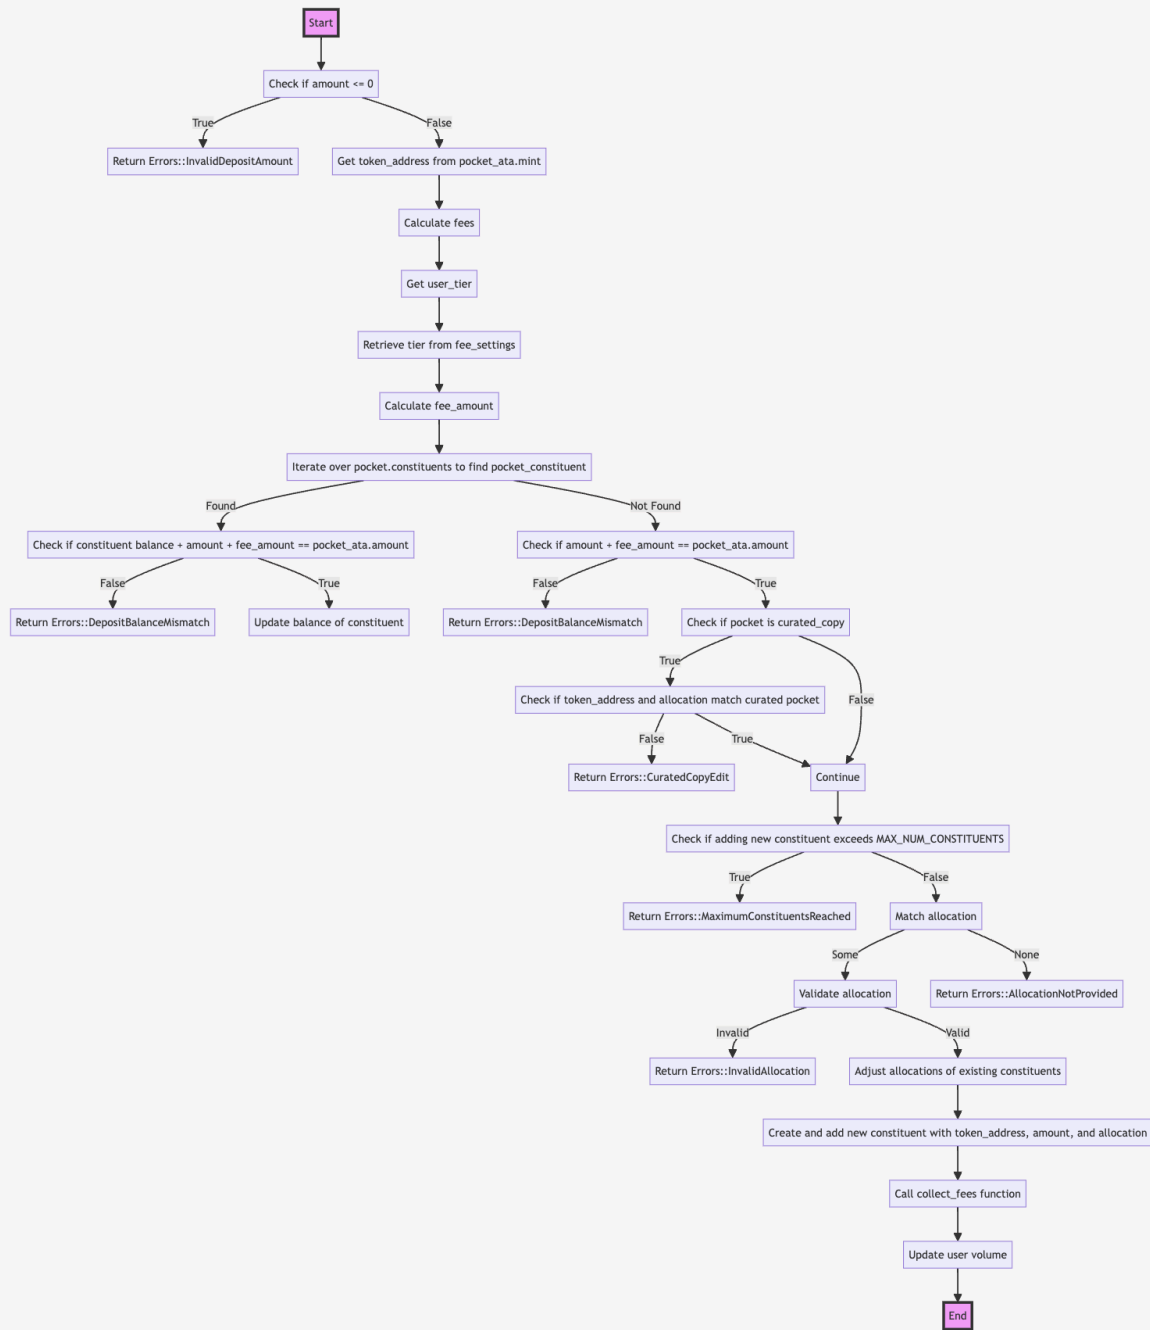 Start
Check if amount <= 0
True
False
Return Errors::InvalidDepositAmount
Get token_address from pocket_ata.mint
Calculate fees
Get user_tier
Retrieve tier from fee_settings
Calculate fee_amount
Iterate over pocket.constituents to find pocket_constituent
Found
Not Found
Check if constituent balance + amount + fee_amount == pocket_ata.amount
Check if amount + fee_amount == pocket_ata.amount
False
True
False
True
Return Errors::DepositBalanceMismatch
Update balance of constituent
Return Errors::DepositBalanceMismatch
Check if pocket is curated_copy
True
Check if token_address and allocation match curated pocket
False
False
True
Return Errors::CuratedCopyEdit
Continue
Check if adding new constituent exceeds MAX_NUM_CONSTITUENTS
True
False
Return Errors::MaximumConstituentsReached
Match allocation
Some
None
Validate allocation
Return Errors::AllocationNotProvided
Invalid
Valid
Return Errors::InvalidAllocation
Adjust allocations of existing constituents
Create and add new constituent with token_address, amount, and allocation
Call collect_fees function
Update user volume
End